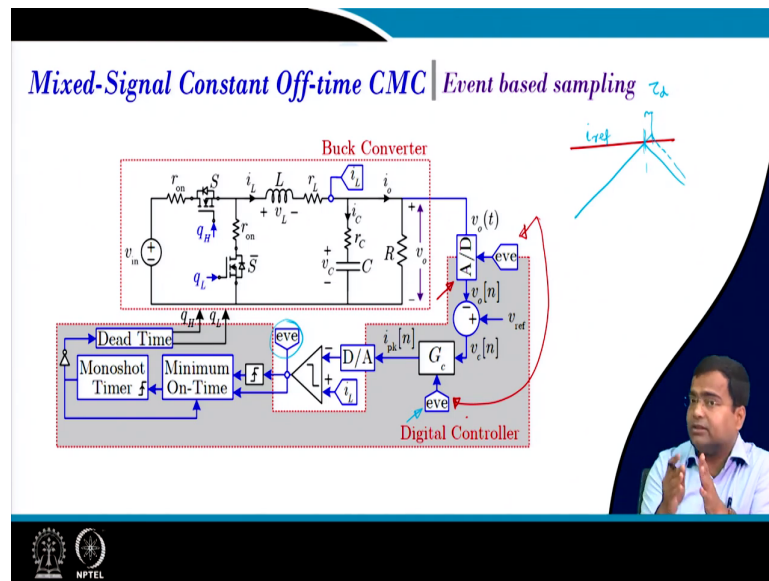 Mixed-Signal Constant Off-time CMC | Event based sampling
τd
iref
Buck Converter
ron S iL L rL iL io
+ vL −
iC
qH
ron
rC
vin
+ vC −
C
R
+ vo −
qL
S̄
vo(t)
A/D
eve
vo[n]
− +
vref
vc[n]
qH qL
Dead Time
eve
ipk[n]
Monoshot Timer
Minimum On-Time
D/A
− +
iL
Gc
eve
Digital Controller
NPTEL